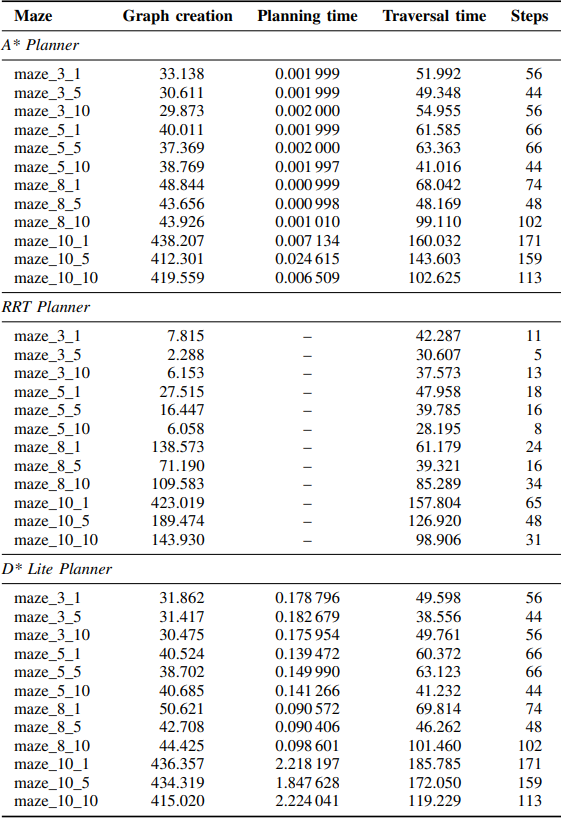 Maze Graph creation Planning time Traversal time Steps
A* Planner
maze_3_1 33.138 0.001 999 51.992 56
maze_3_5 30.611 0.001 999 49.348 44
maze_3_10 29.873 0.002 000 54.955 56
maze_5_1 40.011 0.001 999 61.585 66
maze_5_5 37.369 0.002 000 63.363 66
maze_5_10 38.769 0.001 997 41.016 44
maze_8_1 48.844 0.000 999 68.042 74
maze_8_5 43.656 0.000 998 48.169 48
maze_8_10 43.926 0.001 010 99.110 102
maze_10_1 438.207 0.007 134 160.032 171
maze_10_5 412.301 0.024 615 143.603 159
maze_10_10 419.559 0.006 509 102.625 113
RRT Planner
maze_3_1 7.815 – 42.287 11
maze_3_5 2.288 – 30.607 5
maze_3_10 6.153 – 37.573 13
maze_5_1 27.515 – 47.958 18
maze_5_5 16.447 – 39.785 16
maze_5_10 6.058 – 28.195 8
maze_8_1 138.573 – 61.179 24
maze_8_5 71.190 – 39.321 16
maze_8_10 109.583 – 85.289 34
maze_10_1 423.019 – 157.804 65
maze_10_5 189.474 – 126.920 48
maze_10_10 143.930 – 98.906 31
D* Lite Planner
maze_3_1 31.862 0.178 796 49.598 56
maze_3_5 31.417 0.182 679 38.556 44
maze_3_10 30.475 0.175 954 49.761 56
maze_5_1 40.524 0.139 472 60.372 66
maze_5_5 38.702 0.149 990 63.123 66
maze_5_10 40.685 0.141 266 41.232 44
maze_8_1 50.621 0.090 572 69.814 74
maze_8_5 42.708 0.090 406 46.262 48
maze_8_10 44.425 0.098 601 101.460 102
maze_10_1 436.357 2.218 197 185.785 171
maze_10_5 434.319 1.847 628 172.050 159
maze_10_10 415.020 2.224 041 119.229 113